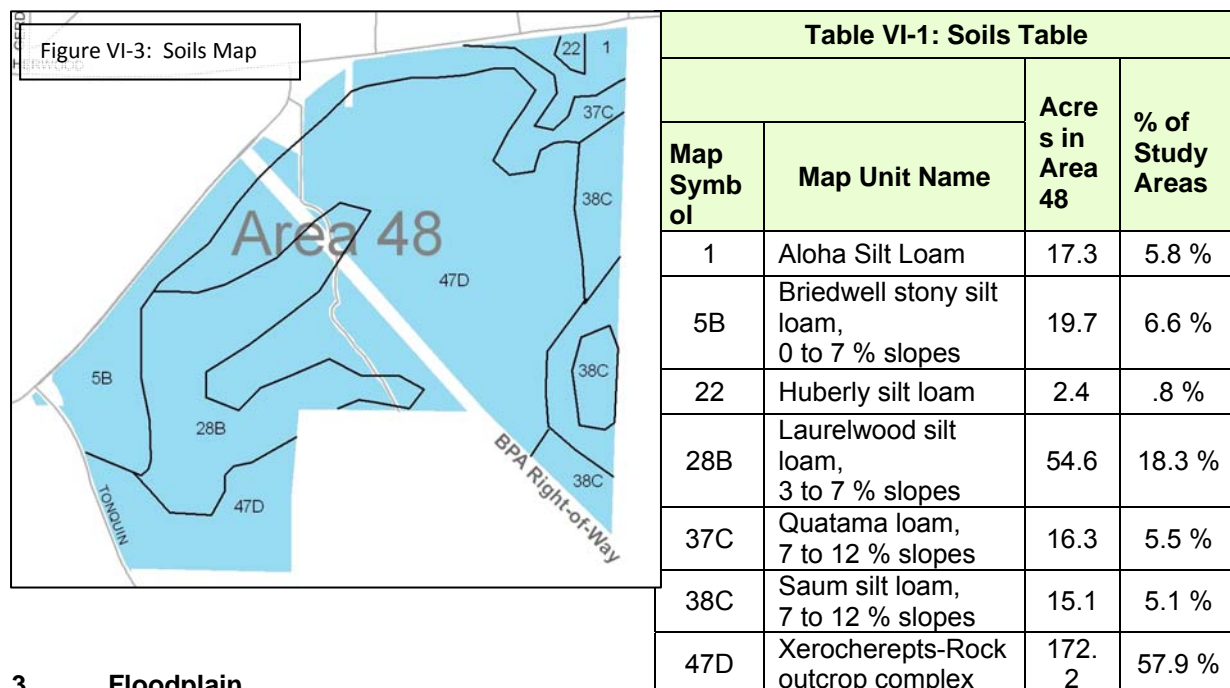 Figure VI-3: Soils Map
22
1
37C
38C
Area 48
47D
38C
5B
28B
BPA Right-of-Way
38C
47D
TONQUIN
Table VI-1: Soils Table
Map
Symb
ol
Map Unit Name
Acre
s in
Area
48
% of
Study
Areas
1 Aloha Silt Loam 17.3 5.8 %
5B Briedwell stony silt
loam,
0 to 7 % slopes 19.7 6.6 %
22 Huberly silt loam 2.4 .8 %
28B Laurelwood silt
loam,
3 to 7 % slopes 54.6 18.3 %
37C Quatama loam,
7 to 12 % slopes 16.3 5.5 %
38C Saum silt loam,
7 to 12 % slopes 15.1 5.1 %
47D Xerocherepts-Rock
outcrop complex 172.
2 57.9 %
3 Floodplain